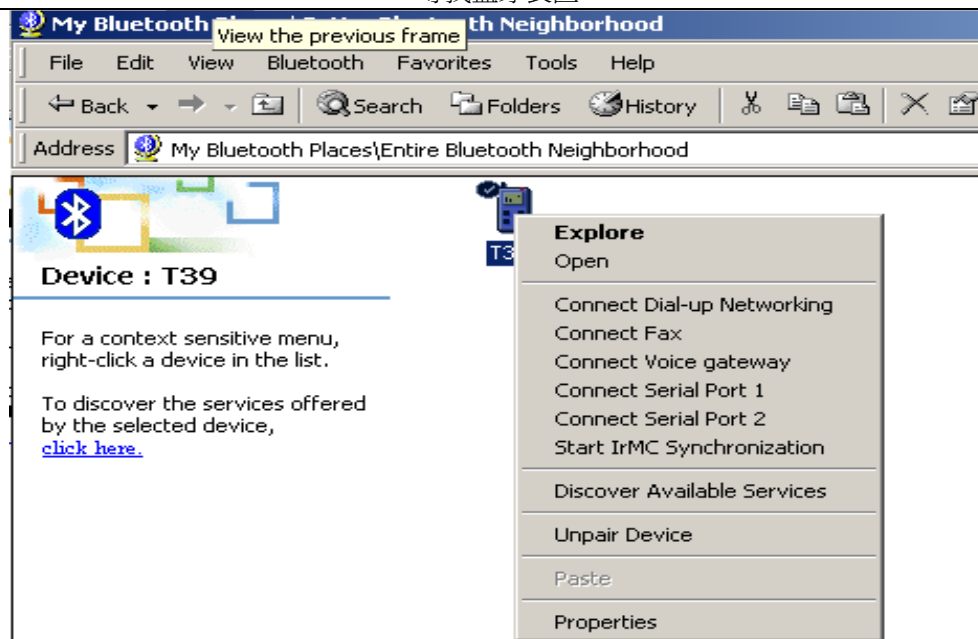 My Bluetooth
th Neighborhood
View the previous frame
File Edit View Bluetooth Favorites Tools Help
Back Search Folders History
Address My Bluetooth Places\Entire Bluetooth Neighborhood
Device : T39
For a context sensitive menu,
right-click a device in the list.
To discover the services offered
by the selected device,
click here.
T3
Explore
Open
Connect Dial-up Networking
Connect Fax
Connect Voice gateway
Connect Serial Port 1
Connect Serial Port 2
Start IrMC Synchronization
Discover Available Services
Unpair Device
Paste
Properties